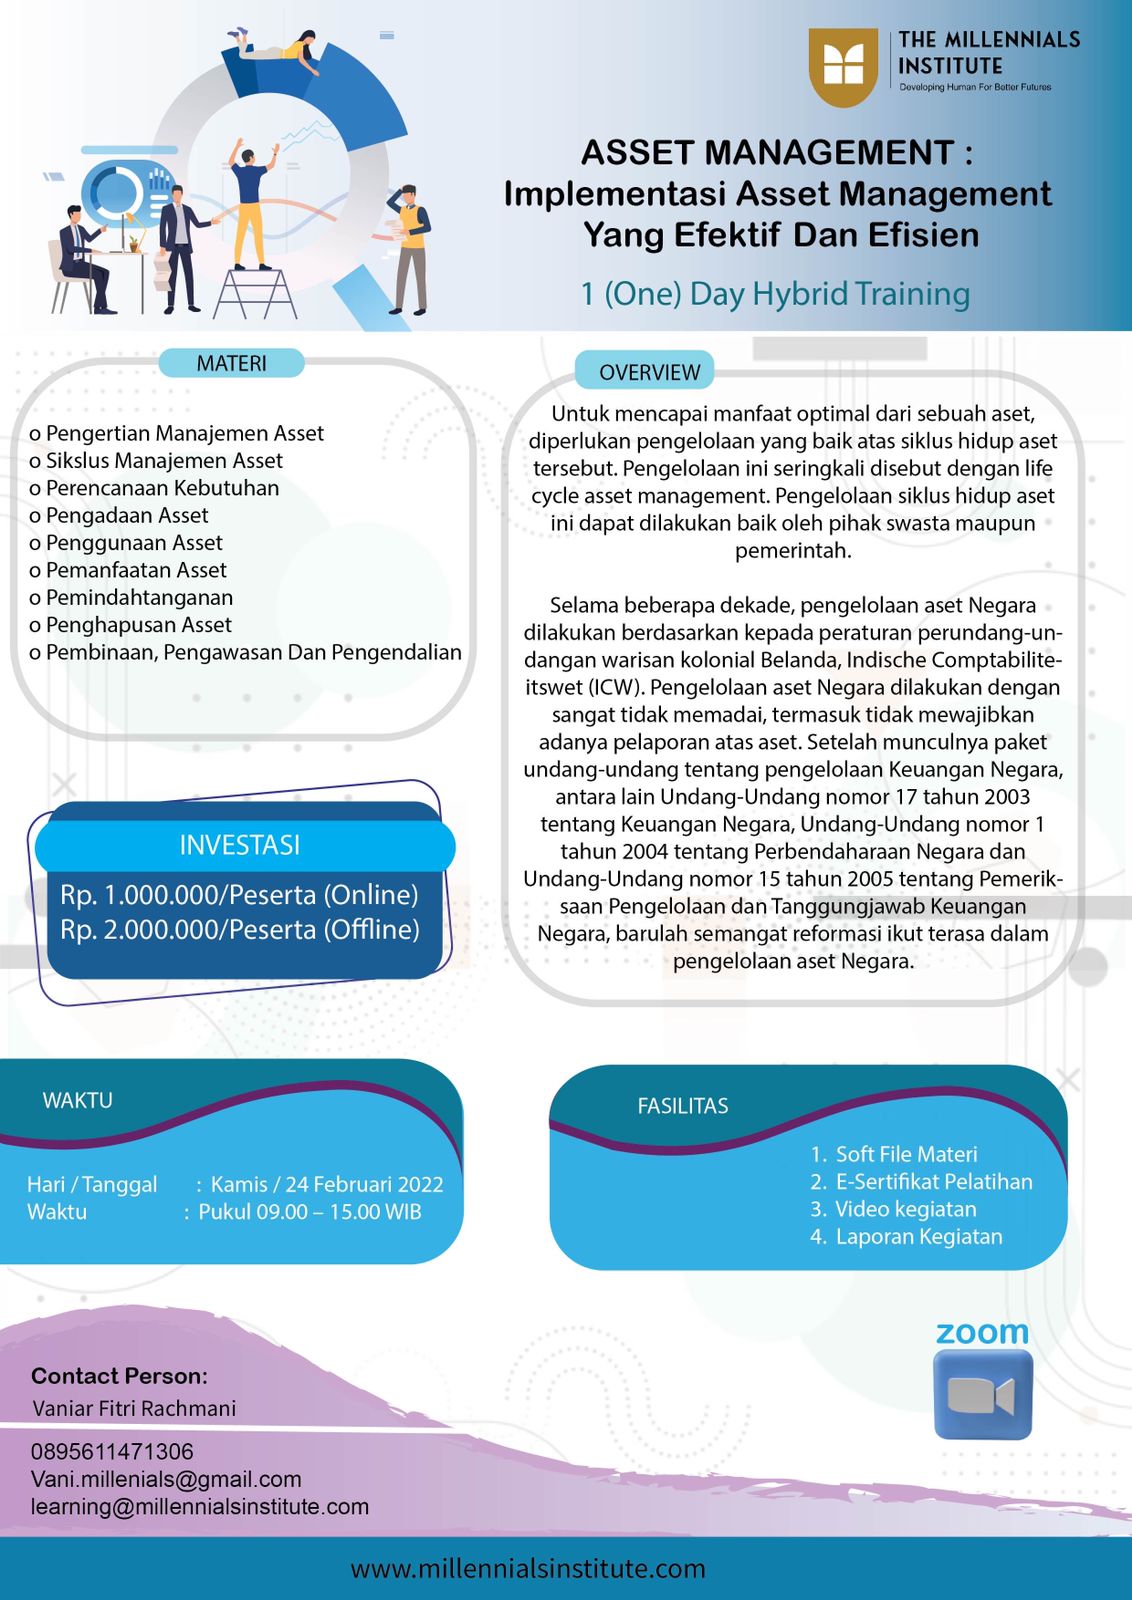 THE MILLENNIALS
INSTITUTE
Developing Human For Better Futures
ASSET MANAGEMENT :
Implementasi Asset Management
Yang Efektif Dan Efisien
1 (One) Day Hybrid Training
MATERI
o Pengertian Manajemen Asset
o Sikslus Manajemen Asset
o Perencanaan Kebutuhan
o Pengadaan Asset
o Penggunaan Asset
o Pemanfaatan Asset
o Pemindahtanganan
o Penghapusan Asset
o Pembinaan, Pengawasan Dan Pengendalian
OVERVIEW
Untuk mencapai manfaat optimal dari sebuah aset,
diperlukan pengelolaan yang baik atas siklus hidup aset
tersebut. Pengelolaan ini seringkali disebut dengan life
cycle asset management. Pengelolaan siklus hidup aset
ini dapat dilakukan baik oleh pihak swasta maupun
pemerintah.
Selama beberapa dekade, pengelolaan aset Negara
dilakukan berdasarkan kepada peraturan perundang-un-
dangan warisan kolonial Belanda, Indische Comptabilite-
itswet (ICW). Pengelolaan aset Negara dilakukan dengan
sangat tidak memadai, termasuk tidak mewajibkan
adanya pelaporan atas aset. Setelah munculnya paket
undang-undang tentang pengelolaan Keuangan Negara,
antara lain Undang-Undang nomor 17 tahun 2003
tentang Keuangan Negara, Undang-Undang nomor 1
tahun 2004 tentang Perbendaharaan Negara dan
Undang-Undang nomor 15 tahun 2005 tentang Pemerik-
saan Pengelolaan dan Tanggungjawab Keuangan
Negara, barulah semangat reformasi ikut terasa dalam
pengelolaan aset Negara.
INVESTASI
Rp. 1.000.000/Peserta (Online)
Rp. 2.000.000/Peserta (Offline)
WAKTU
Hari / Tanggal : Kamis / 24 Februari 2022
Waktu : Pukul 09.00 – 15.00 WIB
FASILITAS
1. Soft File Materi
2. E-Sertifikat Pelatihan
3. Video kegiatan
4. Laporan Kegiatan
zoom
Contact Person:
Vaniar Fitri Rachmani
0895611471306
Vani.millenials@gmail.com
learning@millennialsinstitute.com
www.millennialsinstitute.com